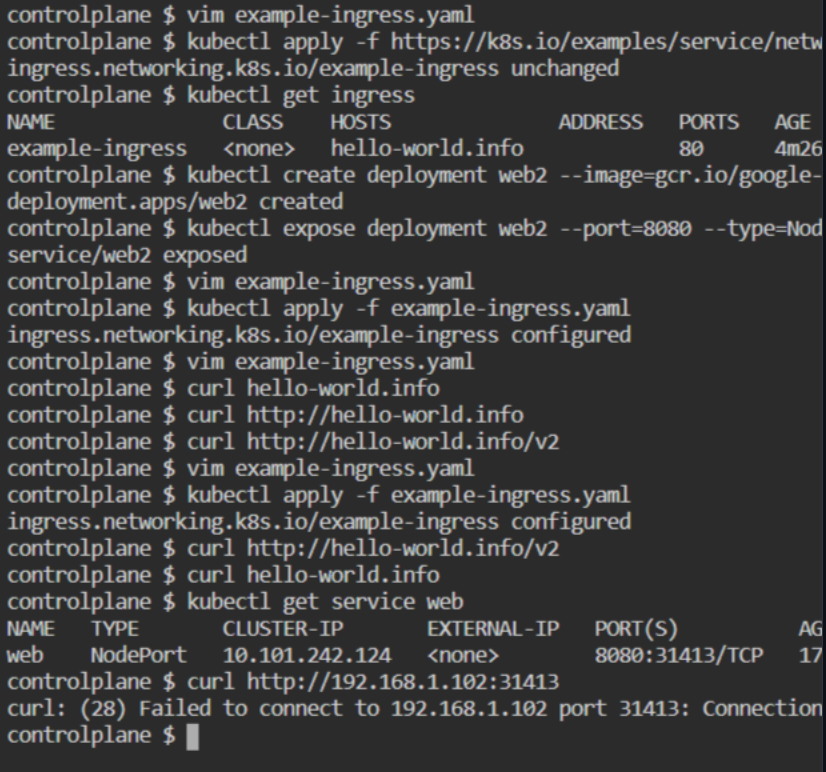 controlplane $ vim example-ingress.yaml
controlplane $ kubectl apply -f https://k8s.io/examples/service/netw
ingress.networking.k8s.io/example-ingress unchanged
controlplane $ kubectl get ingress
NAME CLASS HOSTS ADDRESS PORTS AGE
example-ingress <none> hello-world.info 80 4m26
controlplane $ kubectl create deployment web2 --image=gcr.io/google-
deployment.apps/web2 created
controlplane $ kubectl expose deployment web2 --port=8080 --type=Nod
service/web2 exposed
controlplane $ vim example-ingress.yaml
controlplane $ kubectl apply -f example-ingress.yaml
ingress.networking.k8s.io/example-ingress configured
controlplane $ vim example-ingress.yaml
controlplane $ curl hello-world.info
controlplane $ curl http://hello-world.info
controlplane $ curl http://hello-world.info/v2
controlplane $ vim example-ingress.yaml
controlplane $ kubectl apply -f example-ingress.yaml
ingress.networking.k8s.io/example-ingress configured
controlplane $ curl http://hello-world.info/v2
controlplane $ curl hello-world.info
controlplane $ kubectl get service web
NAME TYPE CLUSTER-IP EXTERNAL-IP PORT(S) AG
web NodePort 10.101.242.124 <none> 8080:31413/TCP 17
controlplane $ curl http://192.168.1.102:31413
curl: (28) Failed to connect to 192.168.1.102 port 31413: Connection
controlplane $